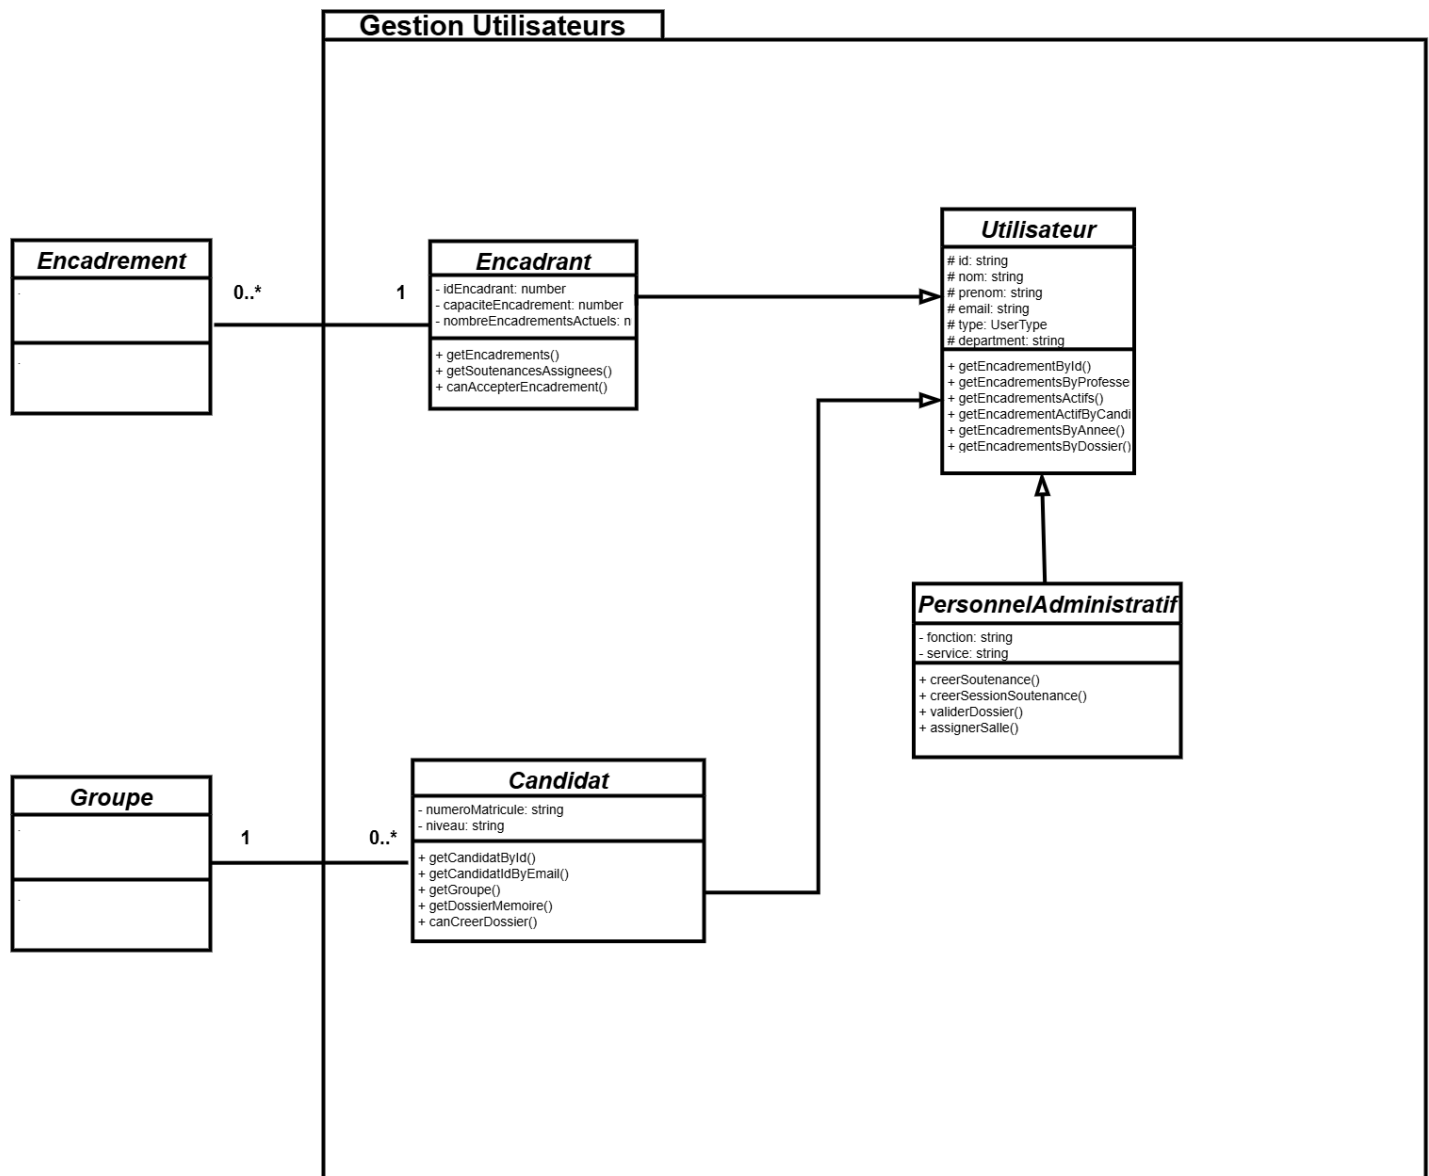 Gestion Utilisateurs
Encadrement
0..*
1
Encadrant
- idEncadrant: number
- capaciteEncadrement: number
- nombreEncadrementsActuels: n
+ getEncadrements()
+ getSoutenancesAssignees()
+ canAccepterEncadrement()
Utilisateur
# id: string
# nom: string
# prenom: string
# email: string
# type: UserType
# department: string
+ getEncadrementById()
+ getEncadrementsByProfesse
+ getEncadrementsActifs()
+ getEncadrementActifByCandi
+ getEncadrementsByAnnee()
+ getEncadrementsByDossier()
PersonnelAdministratif
- fonction: string
- service: string
+ creerSoutenance()
+ creerSessionSoutenance()
+ validerDossier()
+ assignerSalle()
Groupe
1
0..*
Candidat
- numeroMatricule: string
- niveau: string
+ getCandidatById()
+ getCandidatIdByEmail()
+ getGroupe()
+ getDossierMemoire()
+ canCreerDossier()